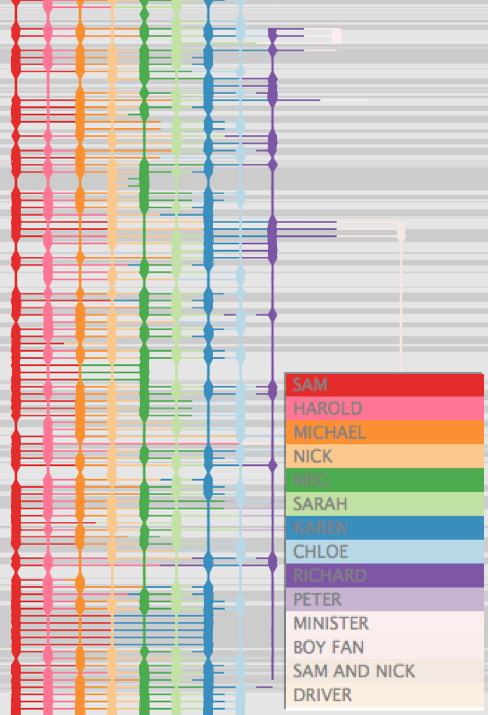 SAM
HAROLD
MICHAEL
NICK
MEG
SARAH
KAREN
CHLOE
RICHARD
PETER
MINISTER
BOY FAN
SAM AND NICK
DRIVER